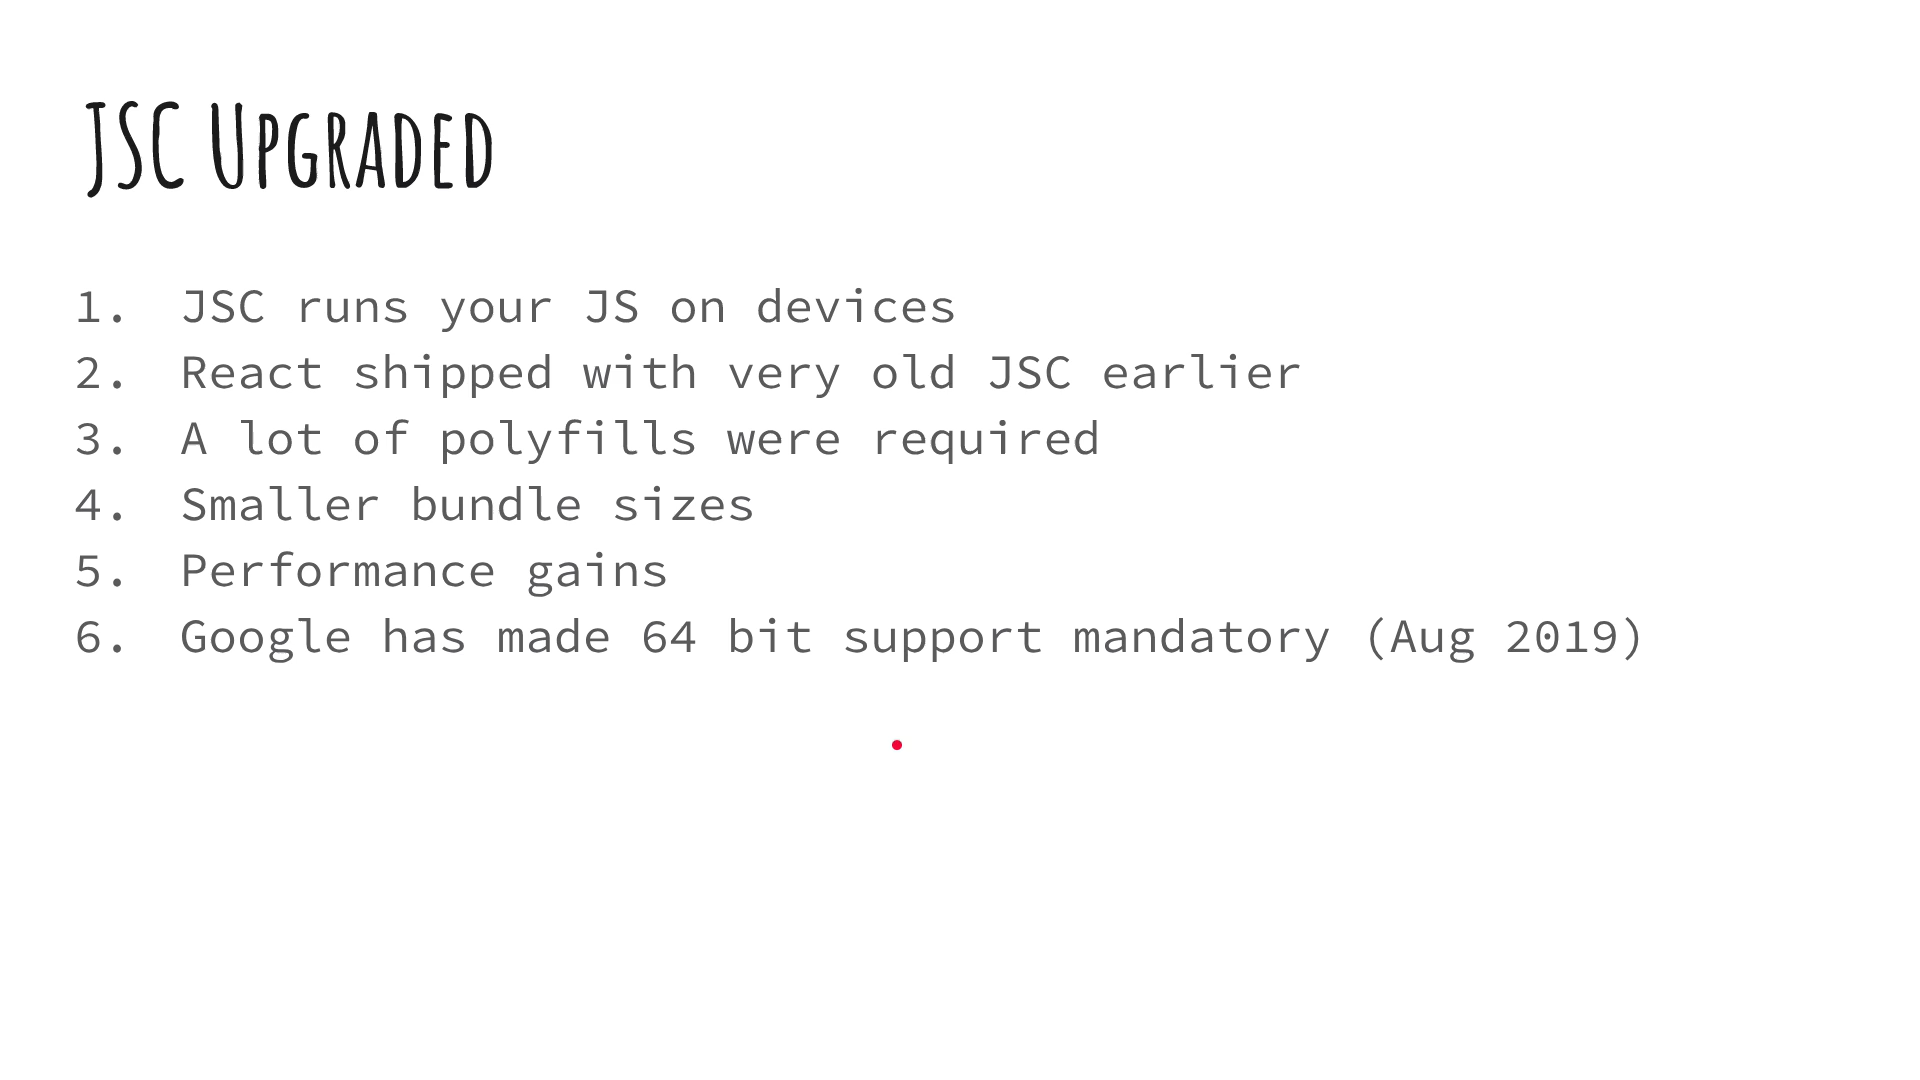 JSC Upgraded
1. JSC runs your JS on devices
2. React shipped with very old JSC earlier
3. A lot of polyfills were required
4. Smaller bundle sizes
5. Performance gains
6. Google has made 64 bit support mandatory (Aug 2019)